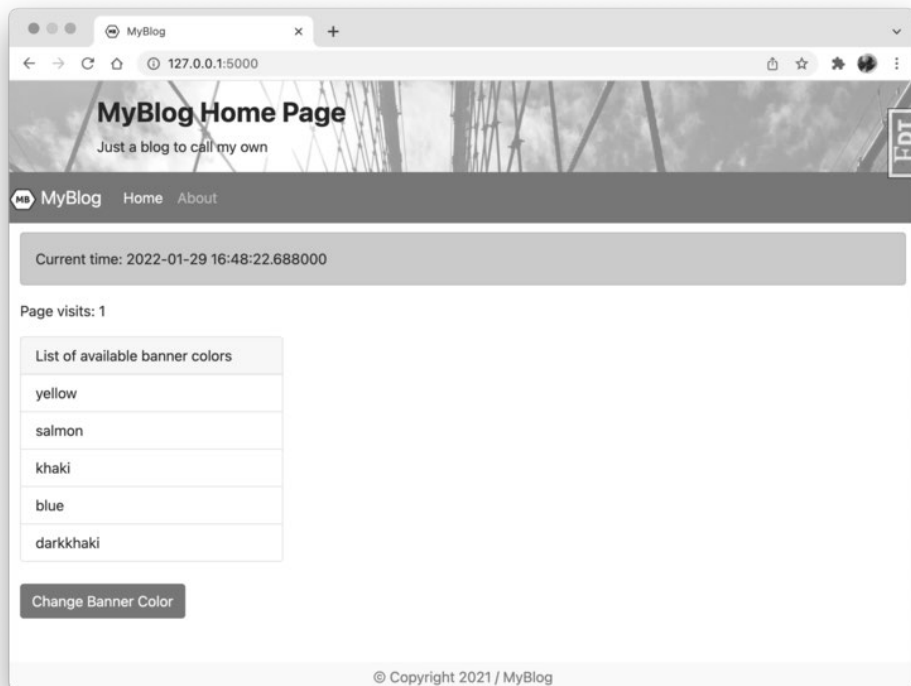 MyBlog
127.0.0.1:5000
MyBlog Home Page
Just a blog to call my own
FDT
MB MyBlog Home About
Current time: 2022-01-29 16:48:22.688000
Page visits: 1
List of available banner colors
yellow
salmon
khaki
blue
darkkhaki
Change Banner Color
© Copyright 2021 / MyBlog